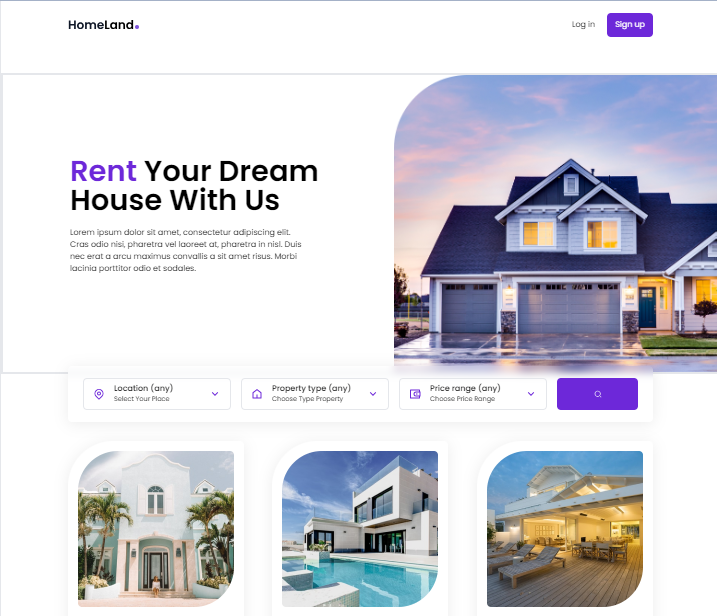 HomeLand.
Log in
Sign up
Rent Your Dream
House With Us
Lorem ipsum dolor sit amet, consectetur adipiscing elit.
Cras odio nisi, pharetra vel laoreet at, pharetra in nisl. Duis
nec erat a arcu maximus convallis a sit amet risus. Morbi
lacinia porttitor odio et sodales.
Location (any)
Select Your Place
Property type (any)
Choose Type Property
Price range (any)
Choose Price Range